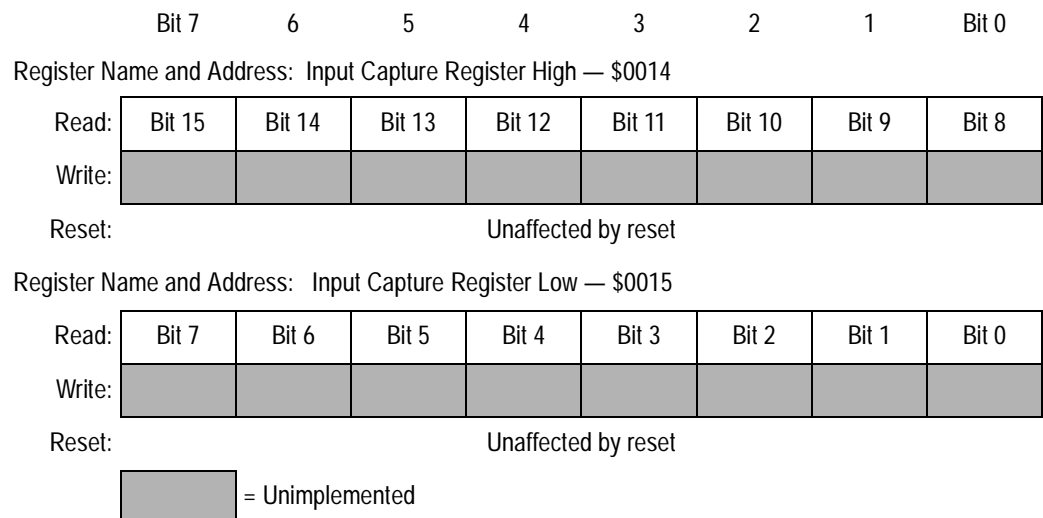 Bit 7 6 5 4 3 2 1 Bit 0
Register Name and Address: Input Capture Register High — $0014
Read: Bit 15 Bit 14 Bit 13 Bit 12 Bit 11 Bit 10 Bit 9 Bit 8
Write:
Reset: Unaffected by reset
Register Name and Address: Input Capture Register Low — $0015
Read: Bit 7 Bit 6 Bit 5 Bit 4 Bit 3 Bit 2 Bit 1 Bit 0
Write:
Reset: Unaffected by reset
= Unimplemented